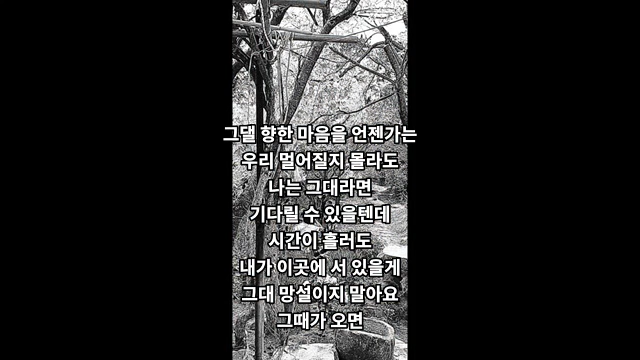 그댈 향한 마음을 언젠가는
우리 멀어질지 몰라도
나는 그대라면
기다릴 수 있을텐데
시간이 흘러도
내가 이곳에 서 있을게
그대 망설이지 말아요
그때가 오면